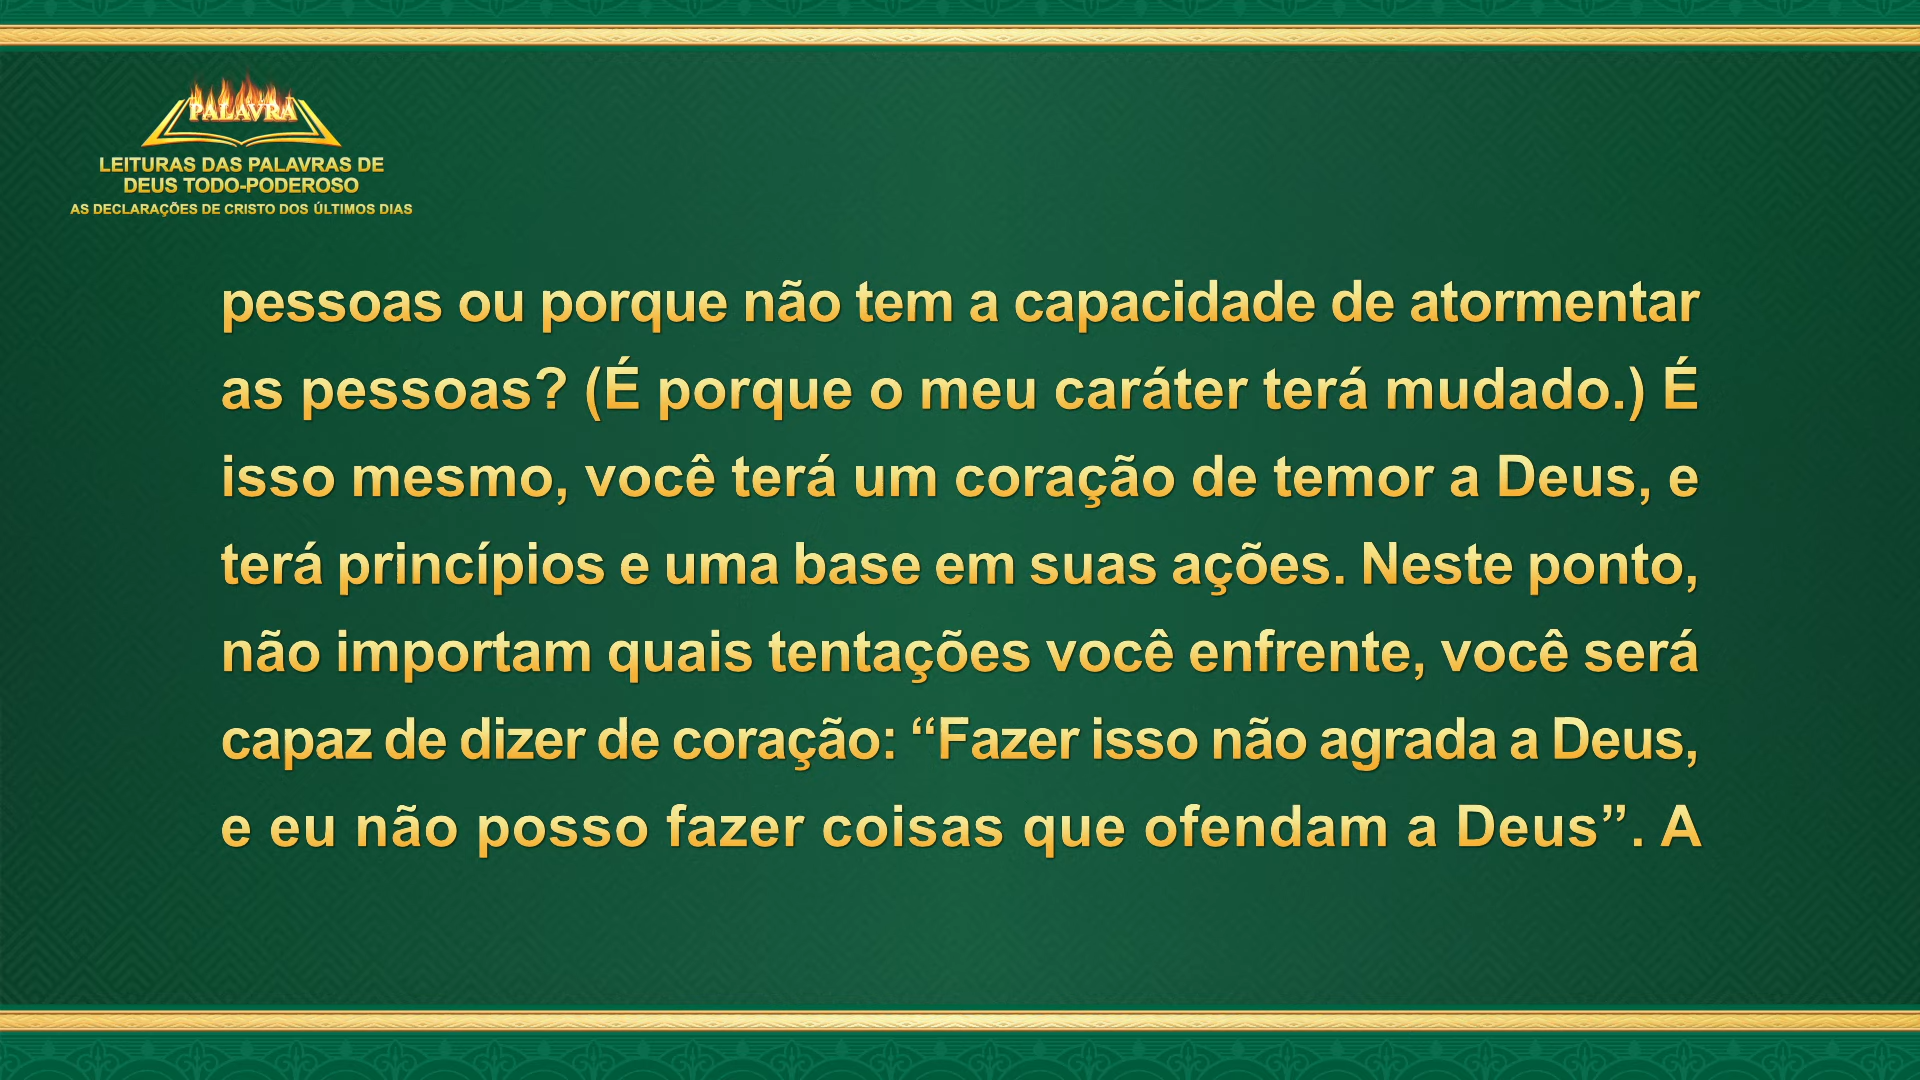 PALAVRA
LEITURAS DAS PALAVRAS DE
DEUS TODO-PODEROSO
AS DECLARAÇÕES DE CRISTO DOS ÚLTIMOS DIAS
pessoas ou porque não tem a capacidade de atormentar
as pessoas? (É porque o meu caráter terá mudado.) É
isso mesmo, você terá um coração de temor a Deus, e
terá princípios e uma base em suas ações. Neste ponto,
não importam quais tentações você enfrente, você será
capaz de dizer de coração: “Fazer isso não agrada a Deus,
e eu não posso fazer coisas que ofendam a Deus”. A